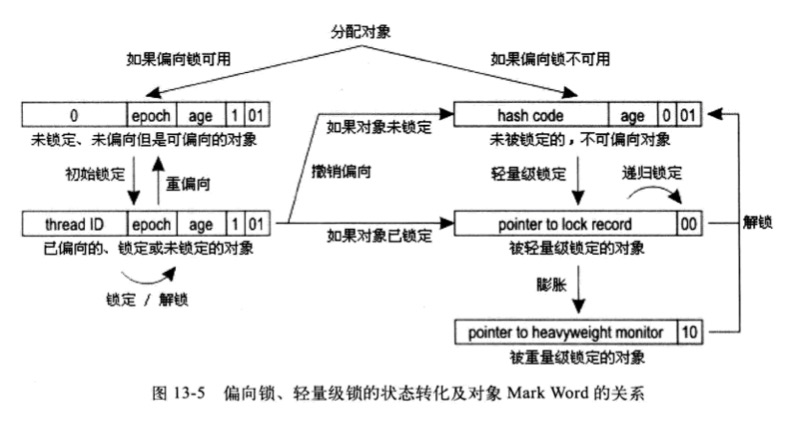 分配对象
如果偏向锁可用 如果偏向锁不可用
0 epoch age 1 01
hash code age 0 01
未锁定、未偏向但是可偏向的对象
如果对象未锁定
未被锁定的,不可偏向对象
初始锁定 重偏向
撤销偏向
轻量级锁定 递归锁定
thread ID epoch age 1 01
pointer to lock record 00
解锁
已偏向的、锁定或未锁定的对象
如果对象已锁定
被轻量级锁定的对象
锁定 / 解锁
膨胀
pointer to heavyweight monitor 10
被重量级锁定的对象
图 13-5 偏向锁、轻量级锁的状态转化及对象 Mark Word 的关系